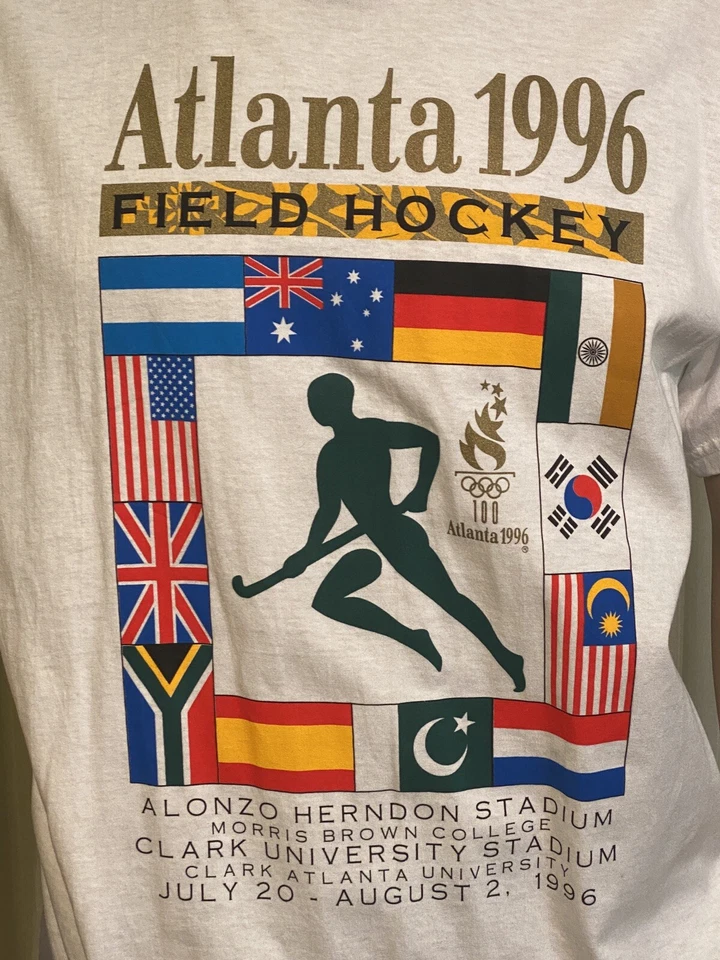 Atlanta 1996
FIELD HOCKEY
100
Atlanta 1996
®
ALONZO HERNDON STADIUM
MORRIS BROWN COLLEGE
CLARK UNIVERSITY STADIUM
CLARK ATLANTA UNIVERSITY
JULY 20 - AUGUST 2, 1996